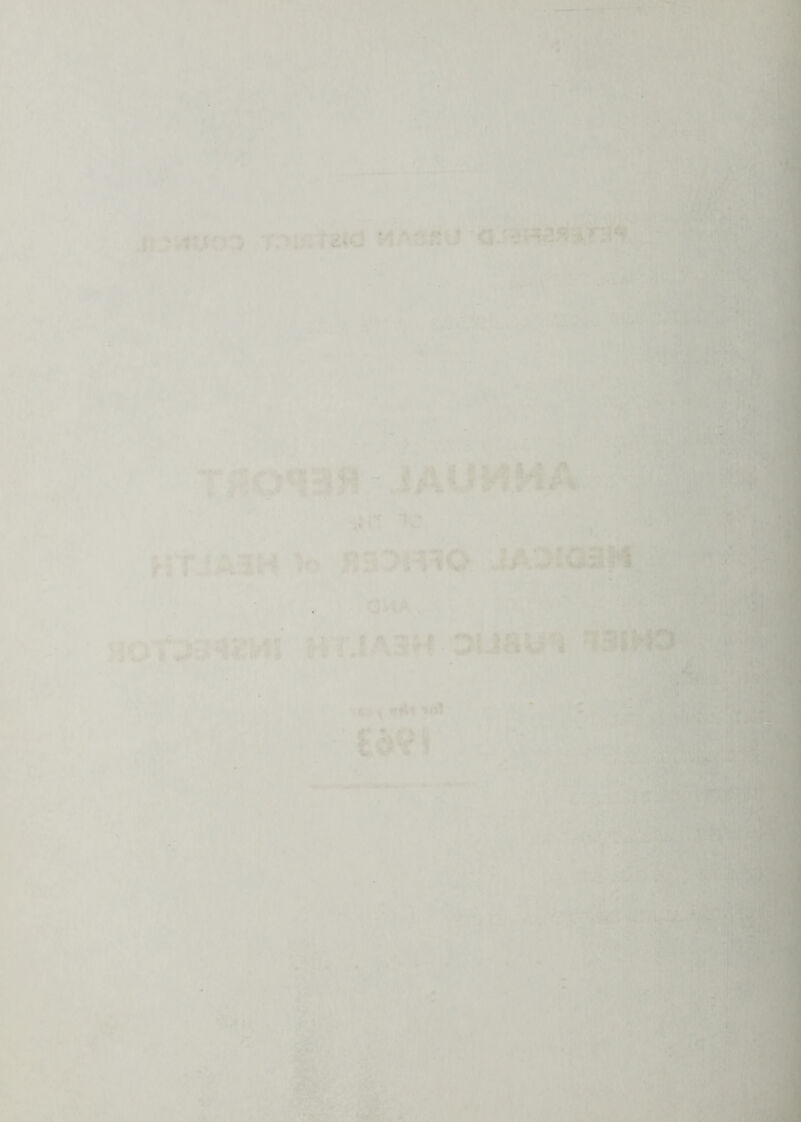 PETERSFIELD URBAN DISTRICT COUNCIL
ANNUAL REPORT
OF THE
MEDICAL OFFICER of HEALTH
AND
CHIEF PUBLIC HEALTH INSPECTOR
for the year
1963